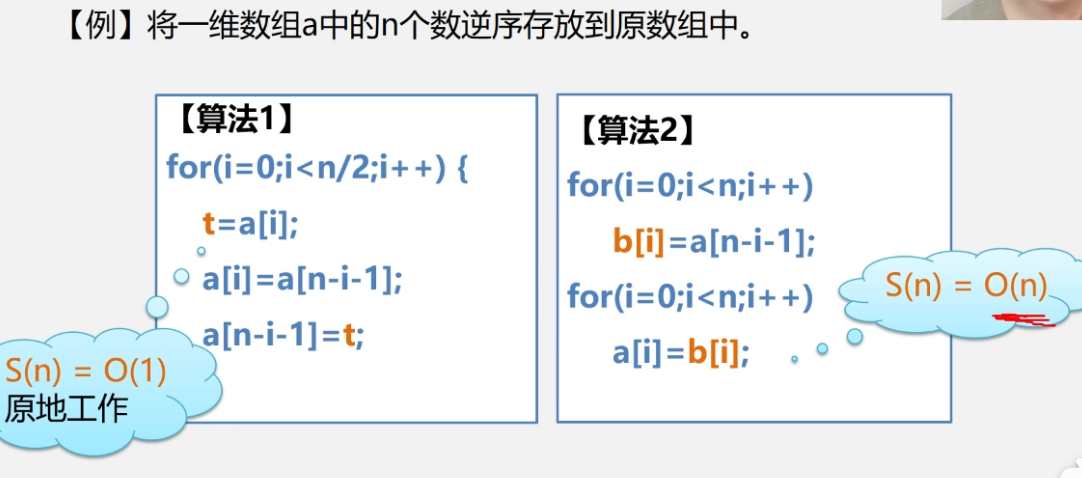 【例】将一维数组a中的n个数逆序存放到原数组中。
【算法1】
for(i=0;i<n/2;i++) {
t=a[i];
a[i]=a[n-i-1];
a[n-i-1]=t;
S(n) = O(1)
原地工作
【算法2】
for(i=0;i<n;i++)
b[i]=a[n-i-1];
for(i=0;i<n;i++)
a[i]=b[i];
S(n) = O(n)